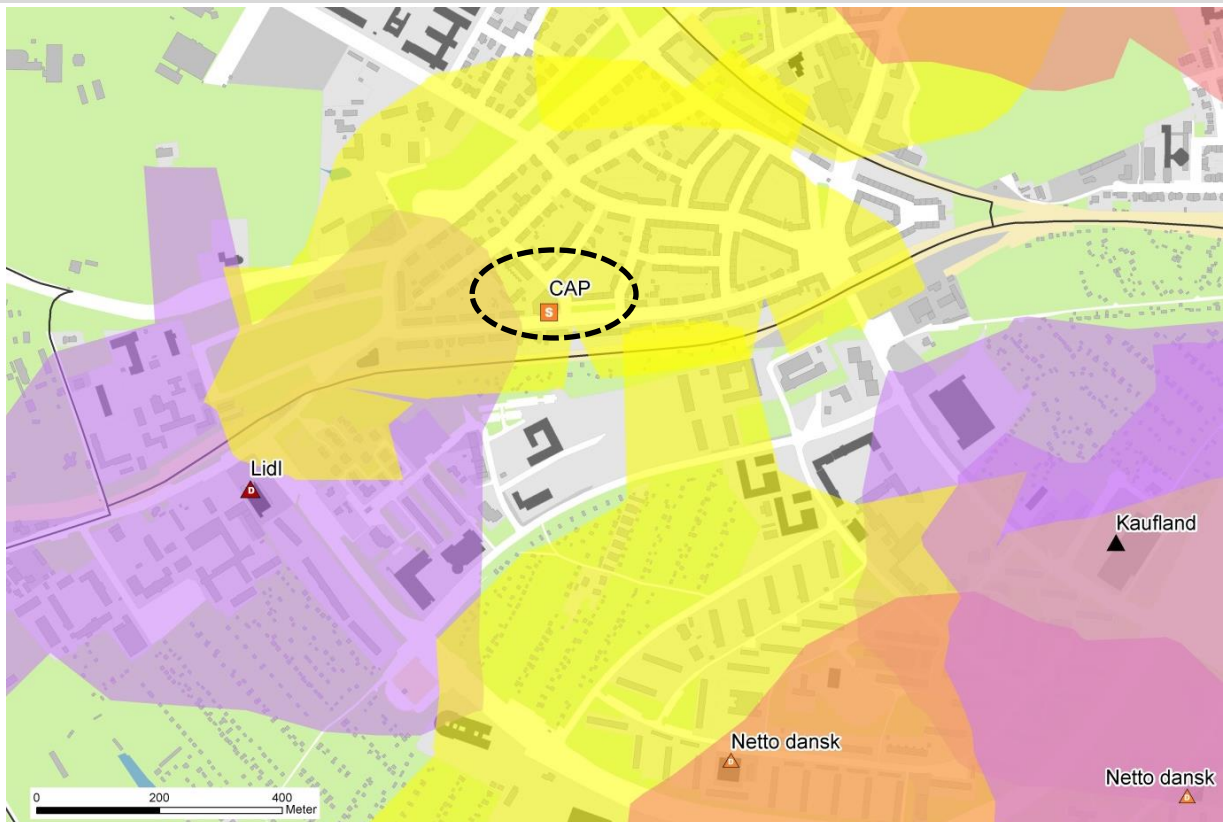 CAP
S
Lidl
D
Kaufland
Netto dansk
D
Netto dansk
D
0 200 400
Meter